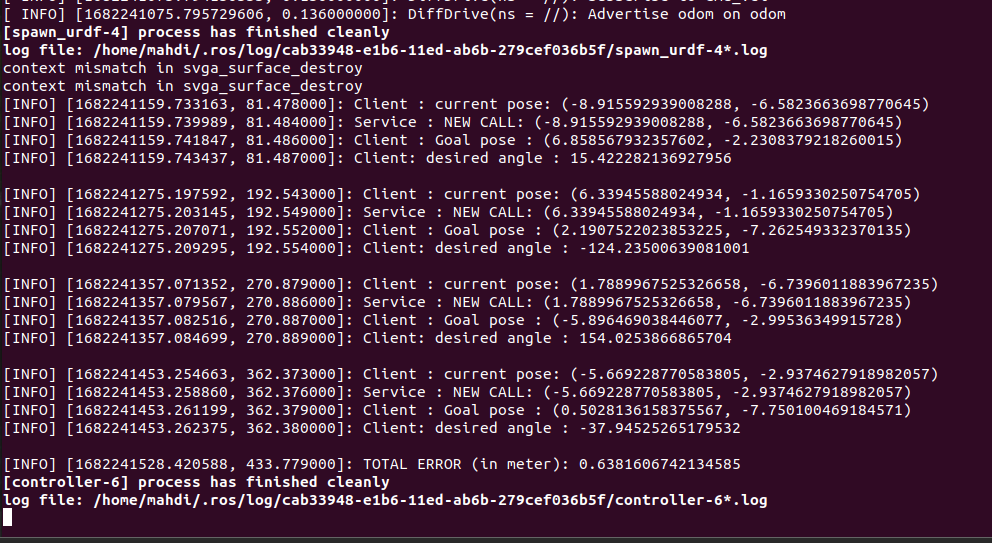 [ INFO] [1682241075.795729606, 0.136000000]: DiffDrive(ns = //): Advertise odom on odom
[spawn_urdf-4] process has finished cleanly
log file: /home/mahdi/.ros/log/cab33948-e1b6-11ed-ab6b-279cef036b5f/spawn_urdf-4*.log
context mismatch in svga_surface_destroy
context mismatch in svga_surface_destroy
[INFO] [1682241159.733163, 81.478000]: Client : current pose: (-8.915592939008288, -6.5823663698770645)
[INFO] [1682241159.739989, 81.484000]: Service : NEW CALL: (-8.915592939008288, -6.5823663698770645)
[INFO] [1682241159.741847, 81.486000]: Client : Goal pose : (6.858567932357602, -2.2308379218260015)
[INFO] [1682241159.743437, 81.487000]: Client: desired angle : 15.422282136927956
[INFO] [1682241275.197592, 192.543000]: Client : current pose: (6.33945588024934, -1.1659330250754705)
[INFO] [1682241275.203145, 192.549000]: Service : NEW CALL: (6.33945588024934, -1.1659330250754705)
[INFO] [1682241275.207071, 192.552000]: Client : Goal pose : (2.1907522023853225, -7.262549332370135)
[INFO] [1682241275.209295, 192.554000]: Client: desired angle : -124.23500639081001
[INFO] [1682241357.071352, 270.879000]: Client : current pose: (1.7889967525326658, -6.7396011883967235)
[INFO] [1682241357.079567, 270.886000]: Service : NEW CALL: (1.7889967525326658, -6.7396011883967235)
[INFO] [1682241357.082516, 270.887000]: Client : Goal pose : (-5.896469038446077, -2.99536349915728)
[INFO] [1682241357.084699, 270.889000]: Client: desired angle : 154.0253866865704
[INFO] [1682241453.254663, 362.373000]: Client : current pose: (-5.669228770583805, -2.9374627918982057)
[INFO] [1682241453.258860, 362.376000]: Service : NEW CALL: (-5.669228770583805, -2.9374627918982057)
[INFO] [1682241453.261199, 362.379000]: Client : Goal pose : (0.5028136158375567, -7.750100469184571)
[INFO] [1682241453.262375, 362.380000]: Client: desired angle : -37.94525265179532
[INFO] [1682241528.420588, 433.779000]: TOTAL ERROR (in meter): 0.6381606742134585
[controller-6] process has finished cleanly
log file: /home/mahdi/.ros/log/cab33948-e1b6-11ed-ab6b-279cef036b5f/controller-6*.log